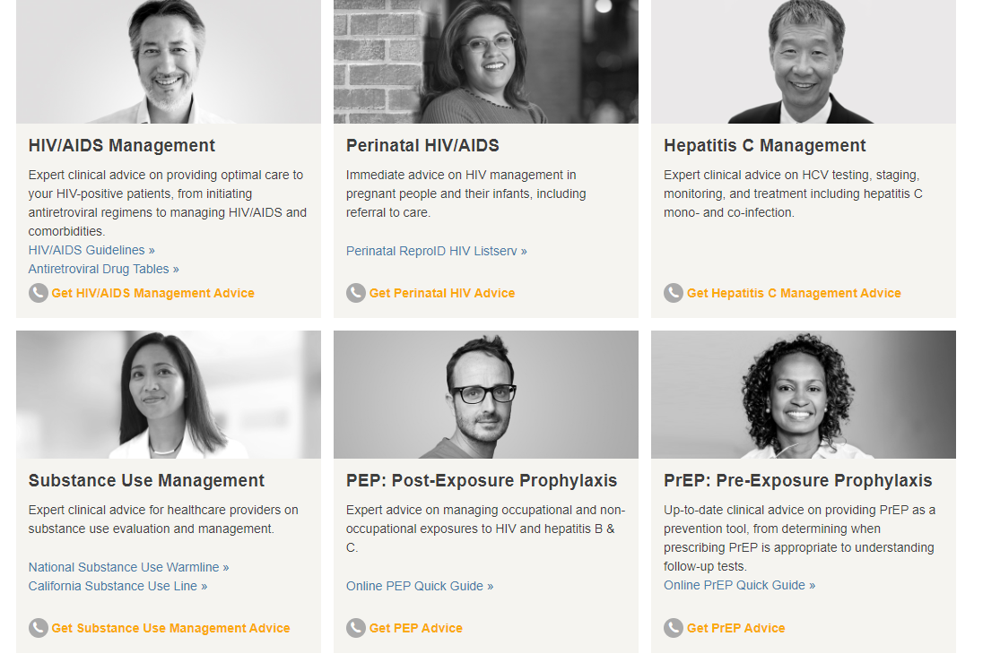 HIV/AIDS Management
Expert clinical advice on providing optimal care to
your HIV-positive patients, from initiating
antiretroviral regimens to managing HIV/AIDS and
comorbidities.
HIV/AIDS Guidelines »
Antiretroviral Drug Tables »
Get HIV/AIDS Management Advice
Perinatal HIV/AIDS
Immediate advice on HIV management in
pregnant people and their infants, including
referral to care.
Perinatal ReproID HIV Listserv »
Get Perinatal HIV Advice
Hepatitis C Management
Expert clinical advice on HCV testing, staging,
monitoring, and treatment including hepatitis C
mono- and co-infection.
Get Hepatitis C Management Advice
Substance Use Management
Expert clinical advice for healthcare providers on
substance use evaluation and management.
National Substance Use Warmline »
California Substance Use Line »
Get Substance Use Management Advice
PEP: Post-Exposure Prophylaxis
Expert advice on managing occupational and non-
occupational exposures to HIV and hepatitis B &
C.
Online PEP Quick Guide »
Get PEP Advice
PrEP: Pre-Exposure Prophylaxis
Up-to-date clinical advice on providing PrEP as a
prevention tool, from determining when
prescribing PrEP is appropriate to understanding
follow-up tests.
Online PrEP Quick Guide »
Get PrEP Advice